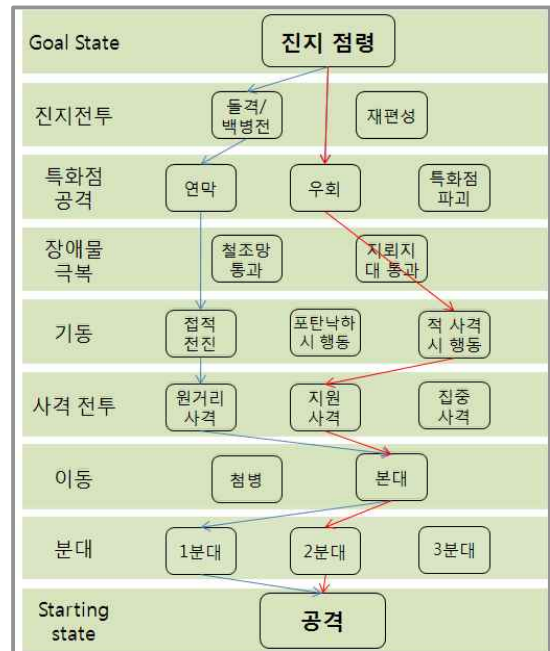 Goal State
진지 점령
진지전투
돌격/
백병전
재편성
특화점
공격
연막
우회
특화점
파괴
장애물
극복
철조망
통과
지뢰지
대 통과
기동
접적
전진
포탄낙하
시 행동
적 사격
시 행동
사격 전투
원거리
사격
지원
사격
집중
사격
이동
첨병
본대
분대
1분대
2분대
3분대
Starting
state
공격